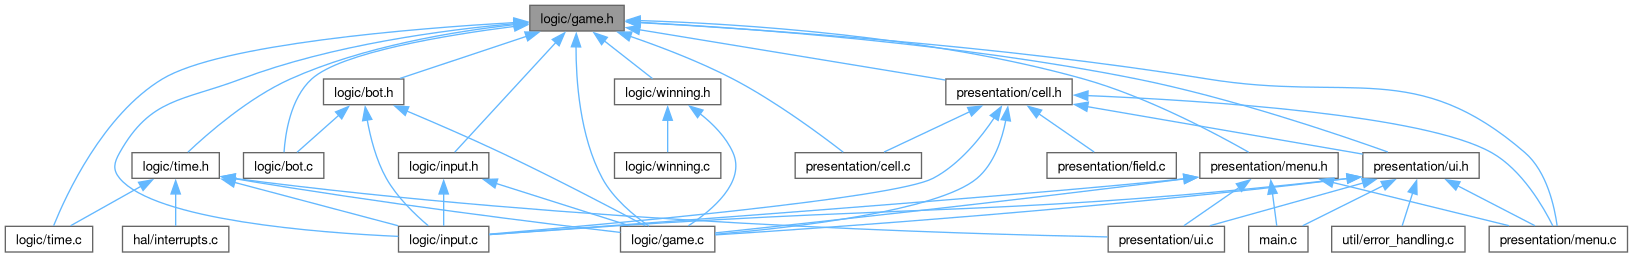 logic/game.h
logic/bot.h
logic/winning.h
presentation/cell.h
logic/time.h
logic/bot.c
logic/input.h
logic/winning.c
presentation/cell.c
presentation/field.c
presentation/menu.h
presentation/ui.h
logic/time.c
hal/interrupts.c
logic/input.c
logic/game.c
presentation/ui.c
main.c
util/error_handling.c
presentation/menu.c